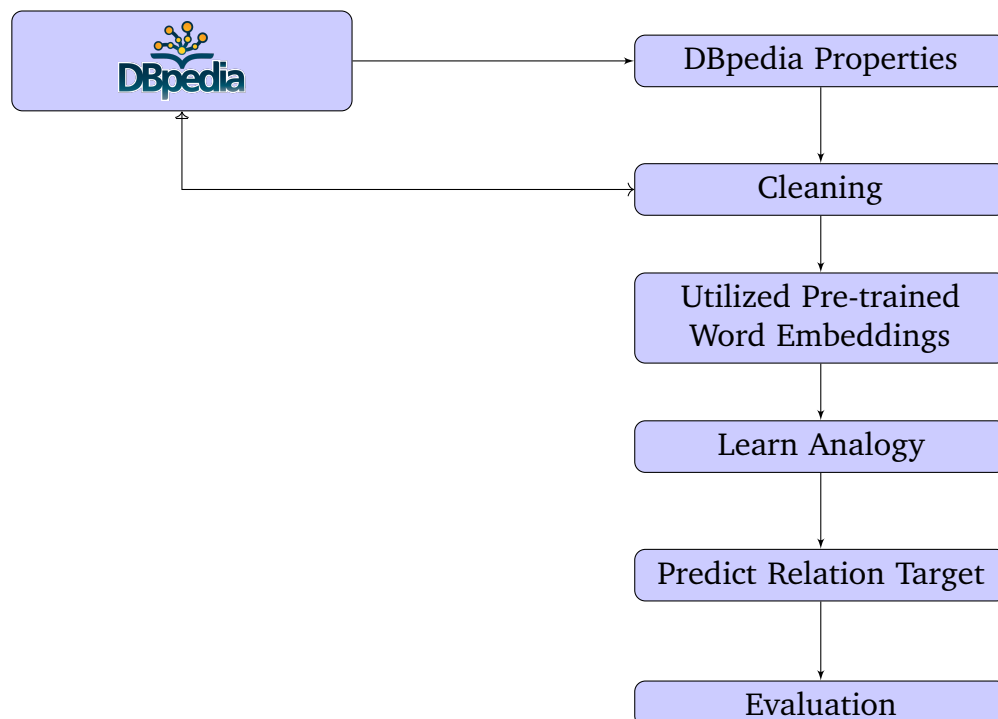 DBpedia
DBpedia Properties
Cleaning
Utilized Pre-trained
Word Embeddings
Learn Analogy
Predict Relation Target
Evaluation